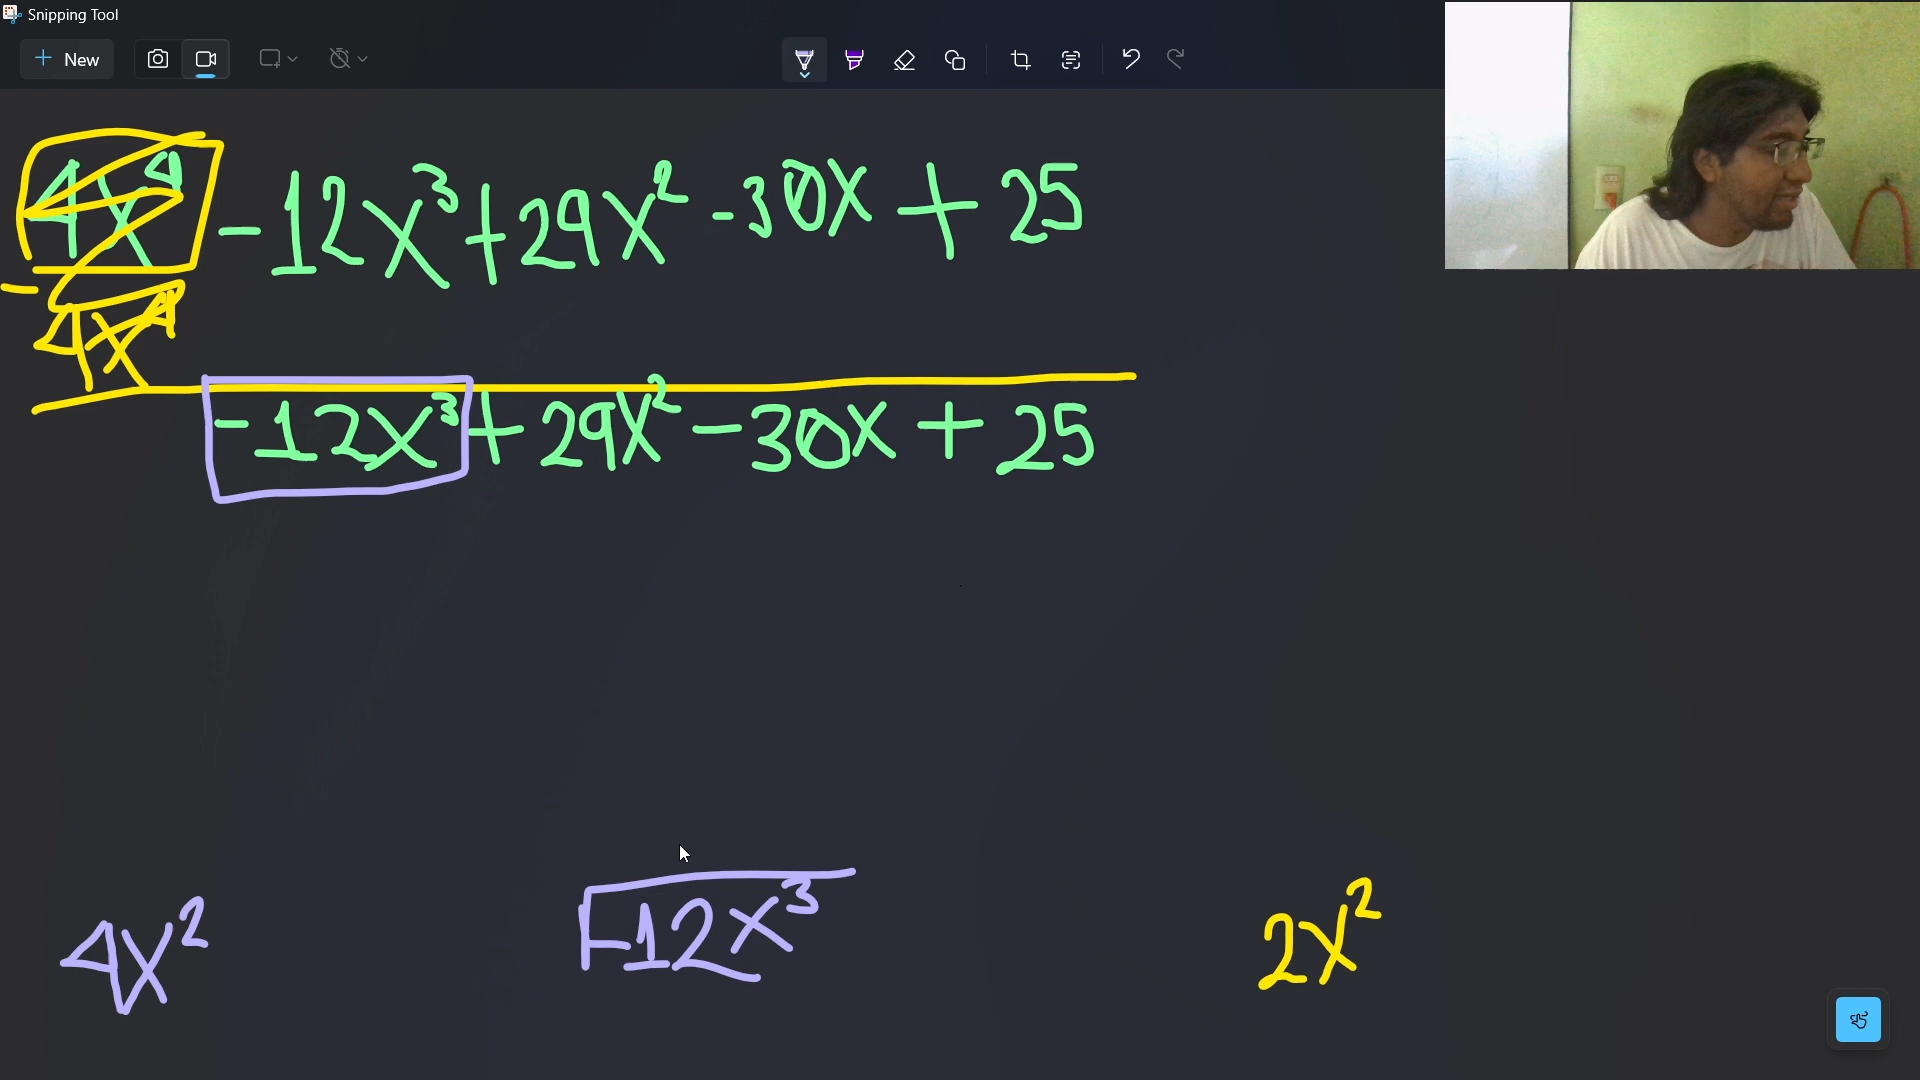 Snipping Tool
New
4x⁴ -12x³+29x² -30x + 25
-
4x⁴
-12x³+ 29x² - 30x + 25
4x² -12x³ 2x²